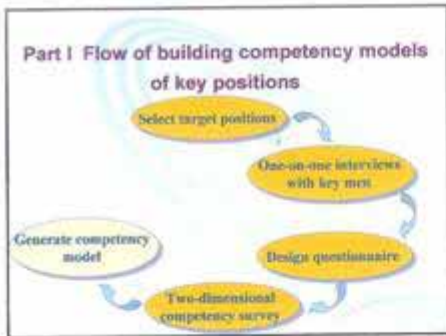 Part I Flow of building competency models
of key positions
Select target positions
One-on-one interviews
with key men
Design questionnaire
Two-dimensional
competency survey
Generate competency
model